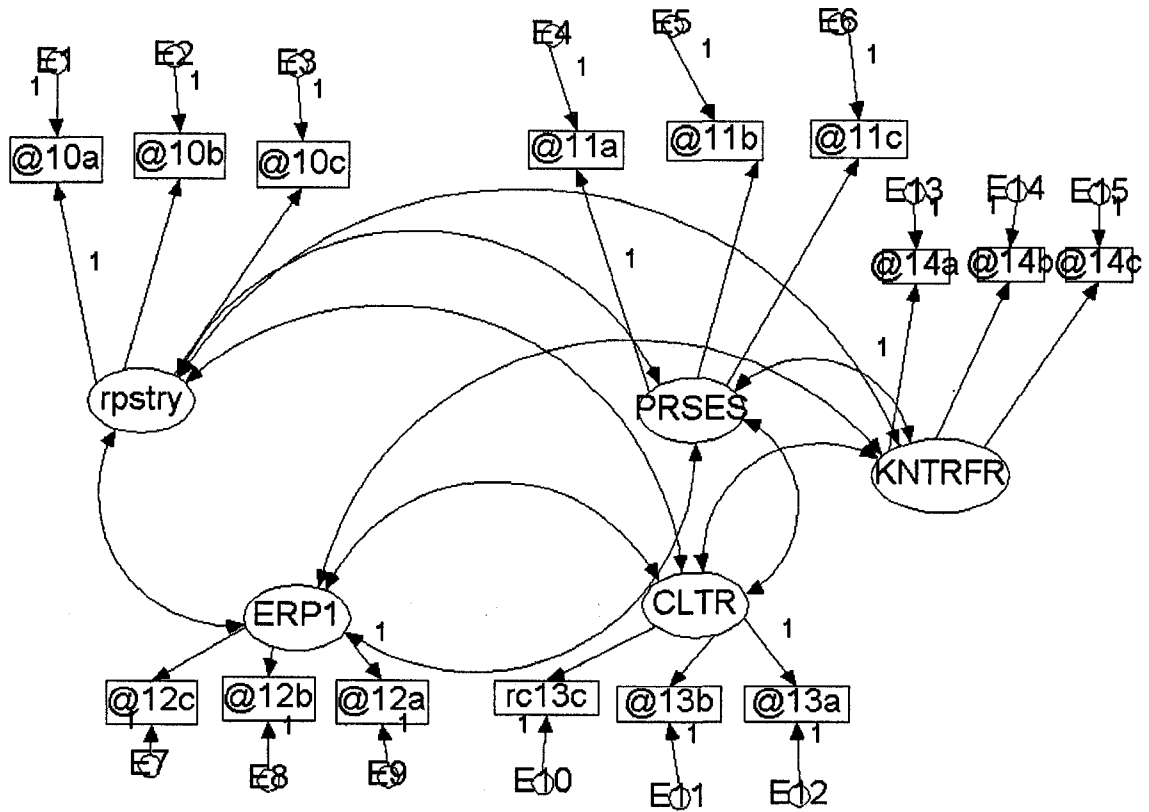 E1
E2
E3
E4
E5
E6
1
1
1
1
1
1
@10a
@10b
@10c
@11a
@11b
@11c
E13
E14
E15
1
1
1
@14a
@14b
@14c
1
1
1
rpstry
PRSES
KNTRFR
ERP1
CLTR
1
1
@12c
@12b
@12a
rc13c
@13b
@13a
1
1
1
1
1
1
E7
E8
E9
E10
E11
E12